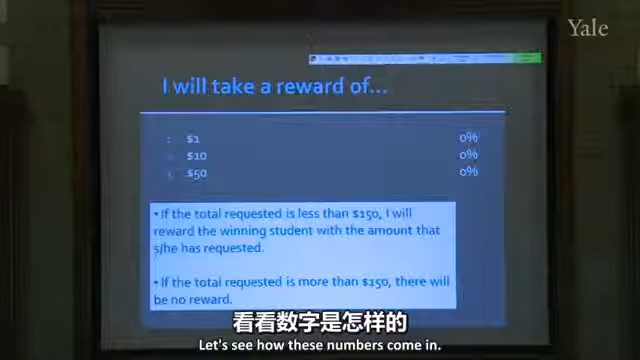 Yale
I will take a reward of...
$1 0%
$10 0%
$50 0%
• If the total requested is less than $150, I will
reward the winning student with the amount that
s/he has requested.
• If the total requested is more than $150, there will
be no reward.
看看数字是怎样的
Let's see how these numbers come in.